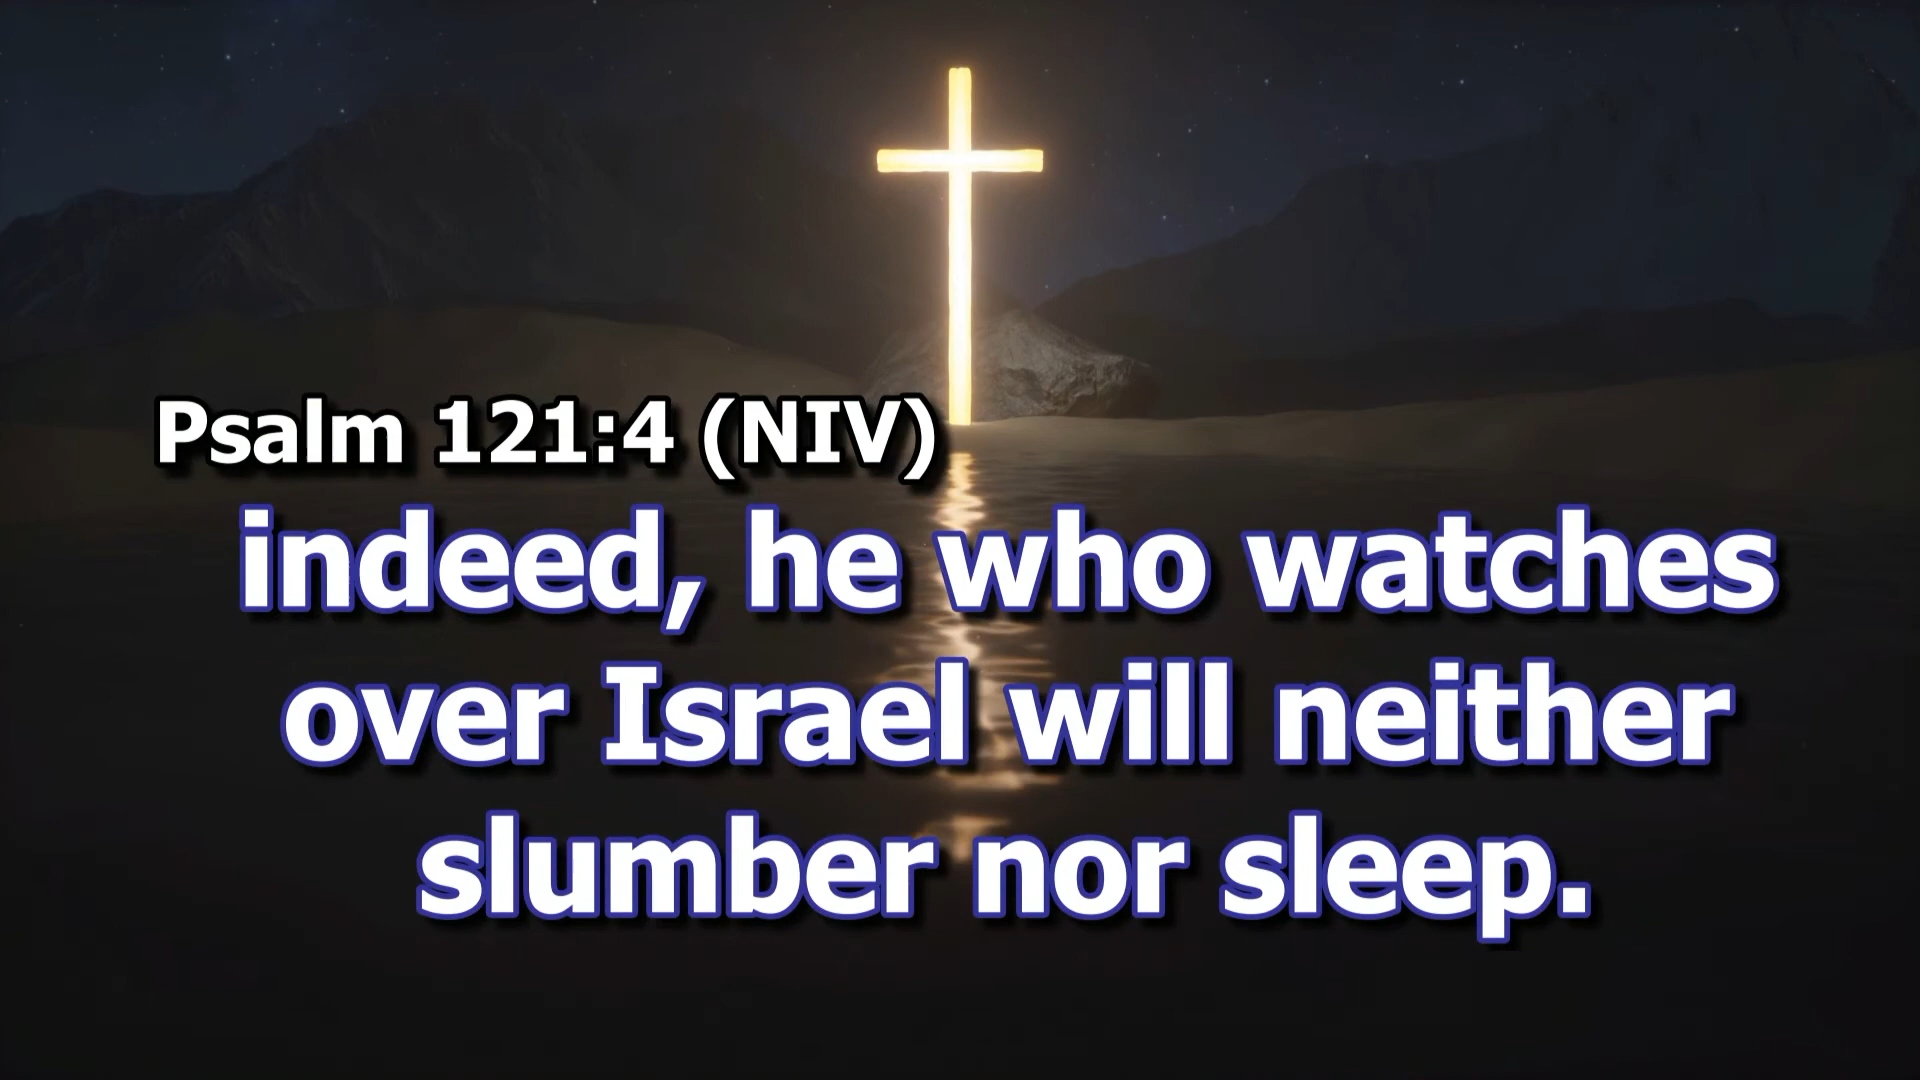 Psalm 121:4 (NIV)
indeed, he who watches
over Israel will neither
slumber nor sleep.